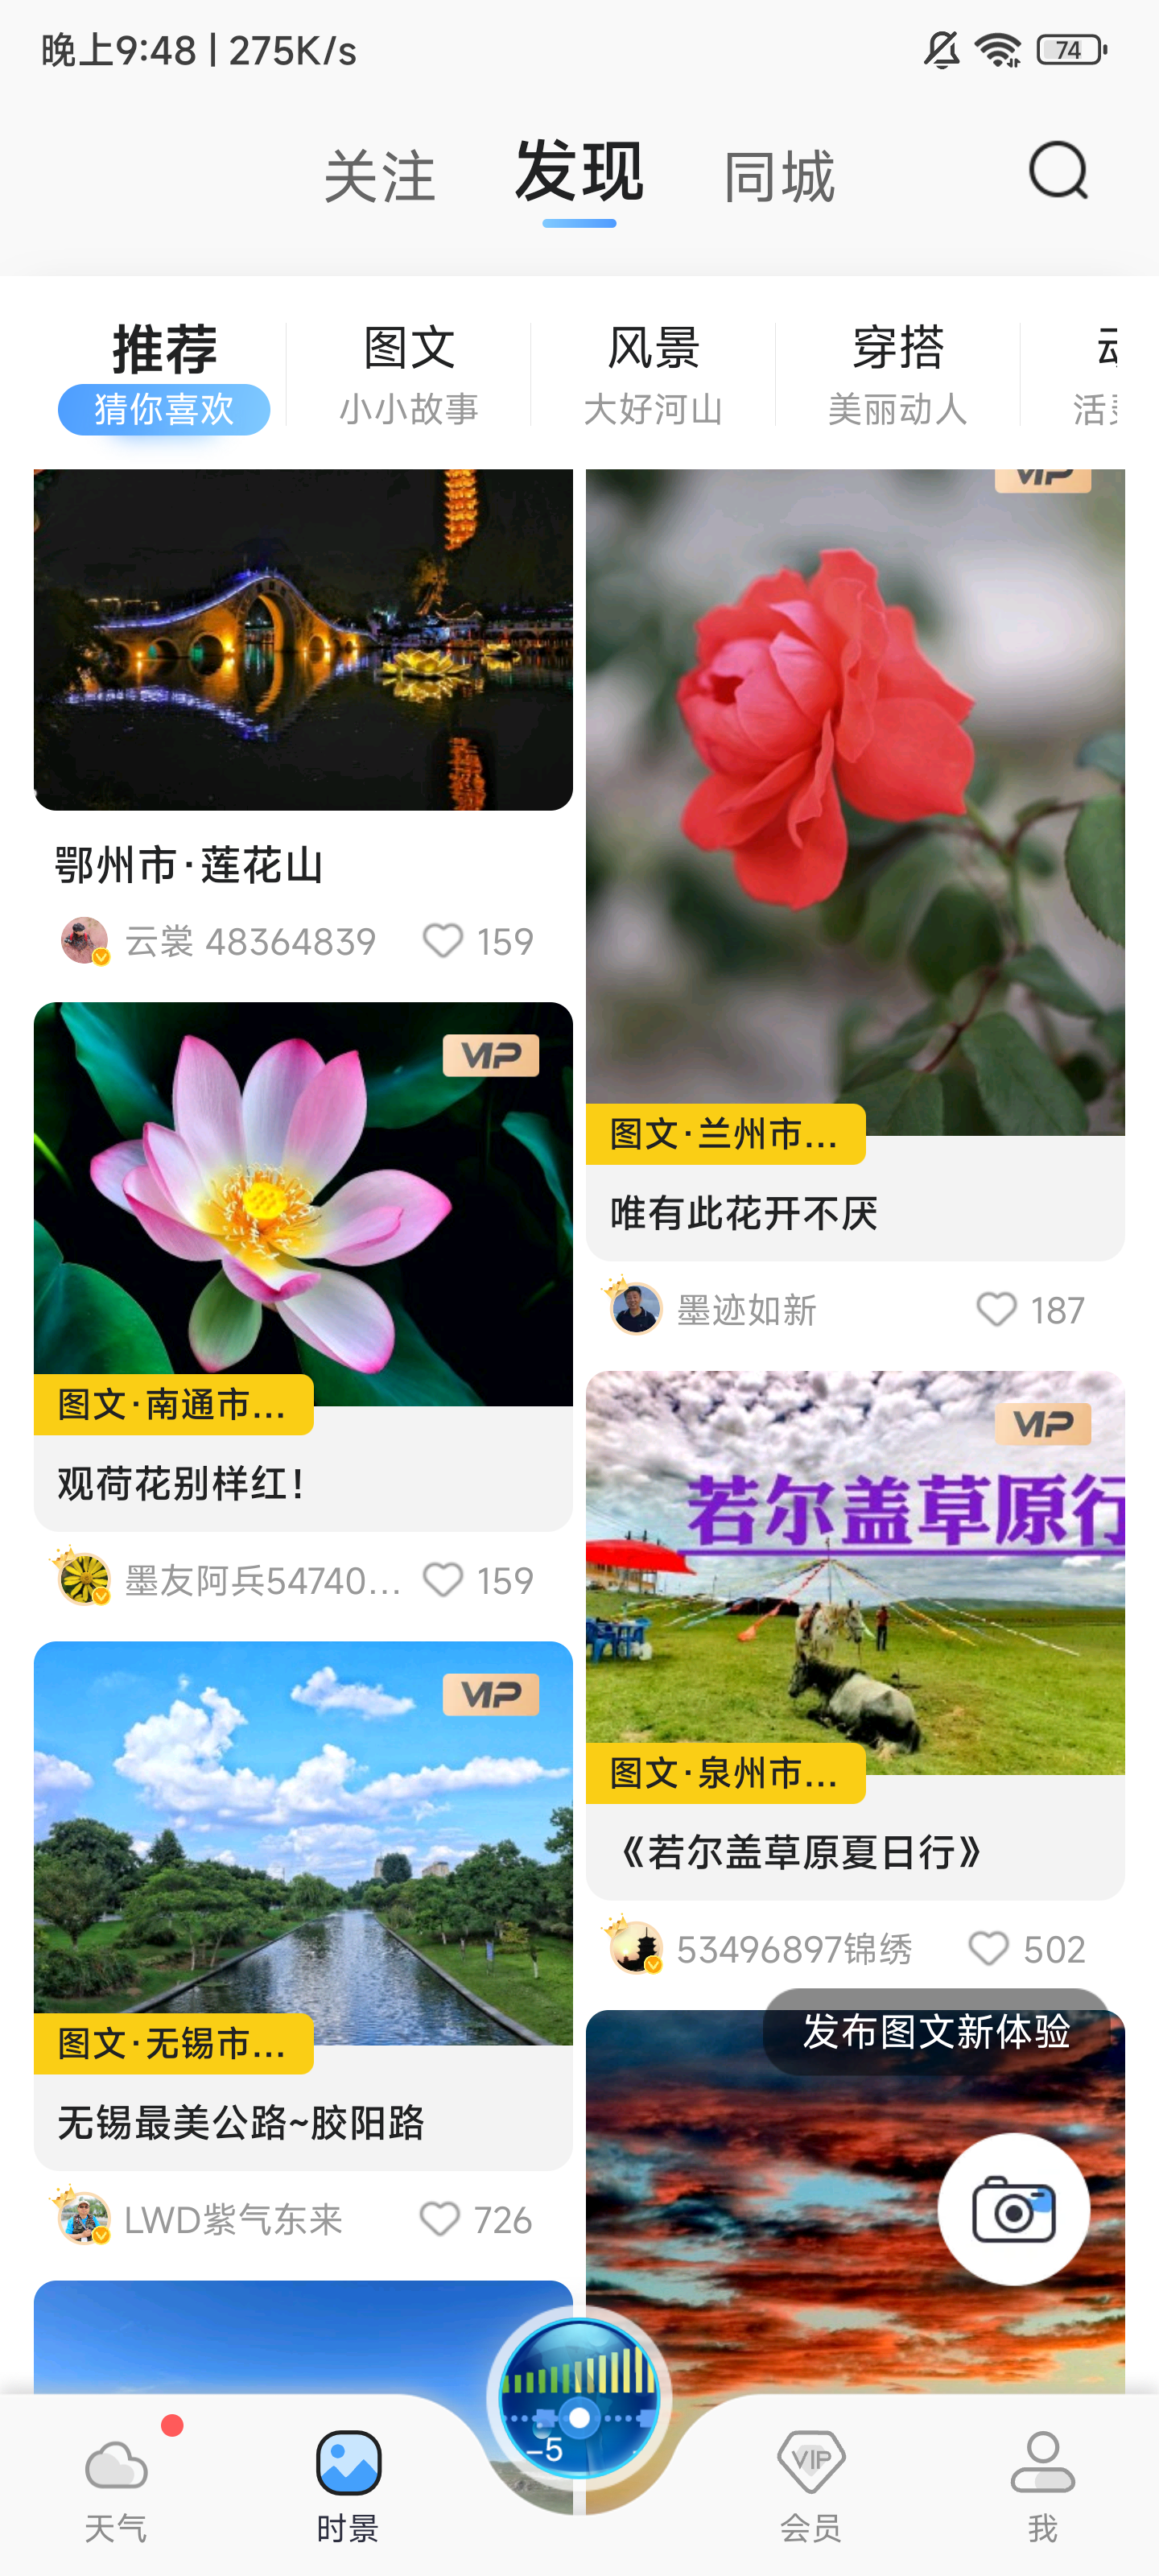 晚上9:48 | 275K/s
74
关注
发现
同城
推荐
图文
风景
穿搭
猜你喜欢
小小故事
大好河山
美丽动人
鄂州市·莲花山
云裳 48364839
159
VIP
图文·南通市...
观荷花别样红!
墨友阿兵54740...
159
VIP
图文·无锡市...
无锡最美公路~胶阳路
LWD紫气东来
726
VIP
图文·兰州市...
唯有此花开不厌
墨迹如新
187
VIP
若尔盖草原行
图文·泉州市...
《若尔盖草原夏日行》
53496897锦绣
502
发布图文新体验
-5
天气
时景
VIP
会员
我